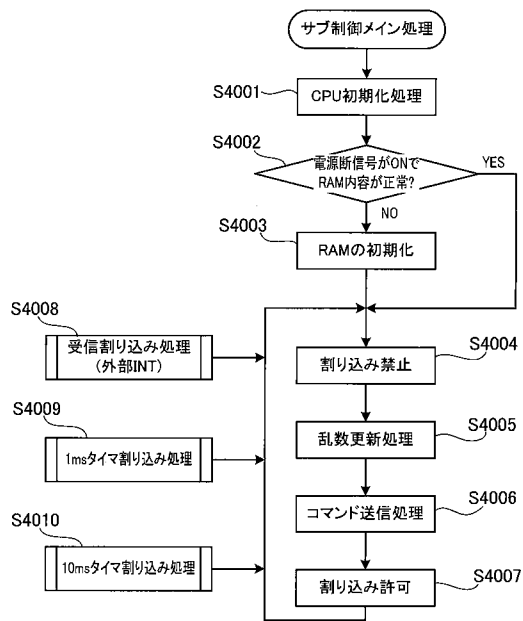 サブ制御メイン処理
S4001
CPU初期化処理
S4002
電源断信号がONで
RAM内容が正常?
YES
NO
S4003
RAMの初期化
S4008
受信割り込み処理
(外部INT)
S4004
割り込み禁止
S4009
1msタイマ割り込み処理
S4005
乱数更新処理
S4006
コマンド送信処理
S4010
10msタイマ割り込み処理
S4007
割り込み許可